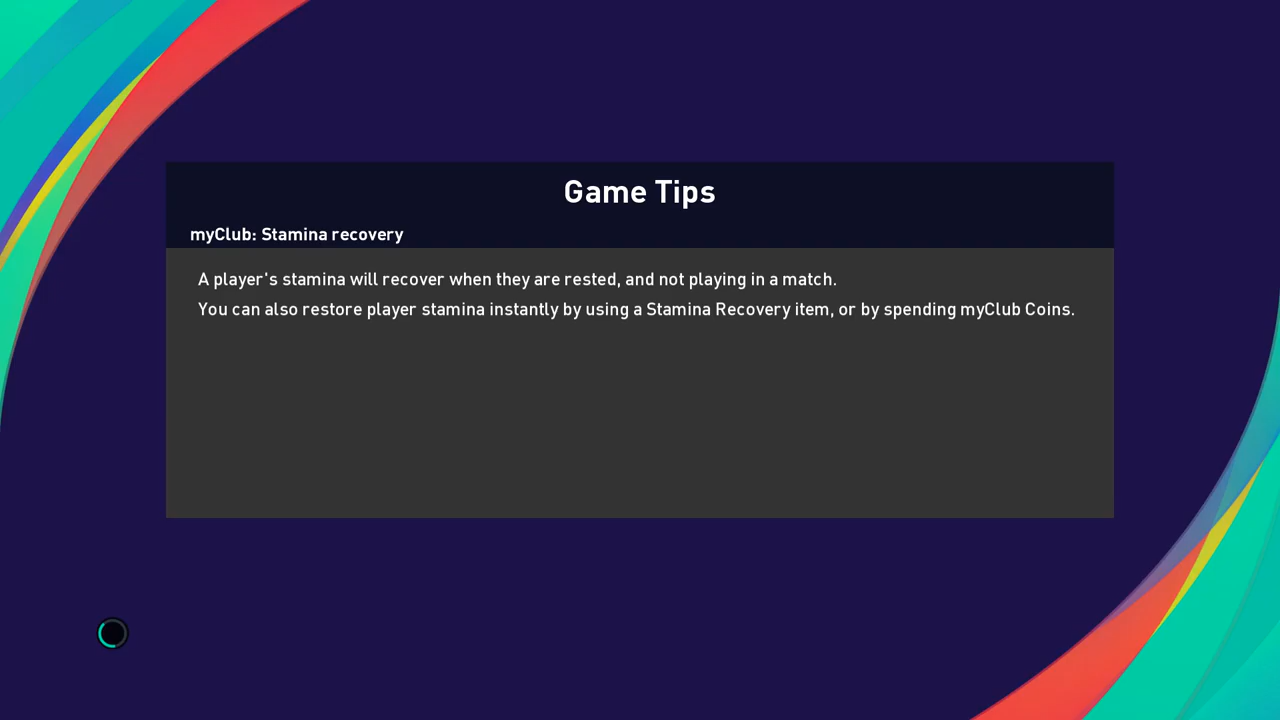 Game Tips
myClub: Stamina recovery
A player's stamina will recover when they are rested, and not playing in a match.
You can also restore player stamina instantly by using a Stamina Recovery item, or by spending myClub Coins.